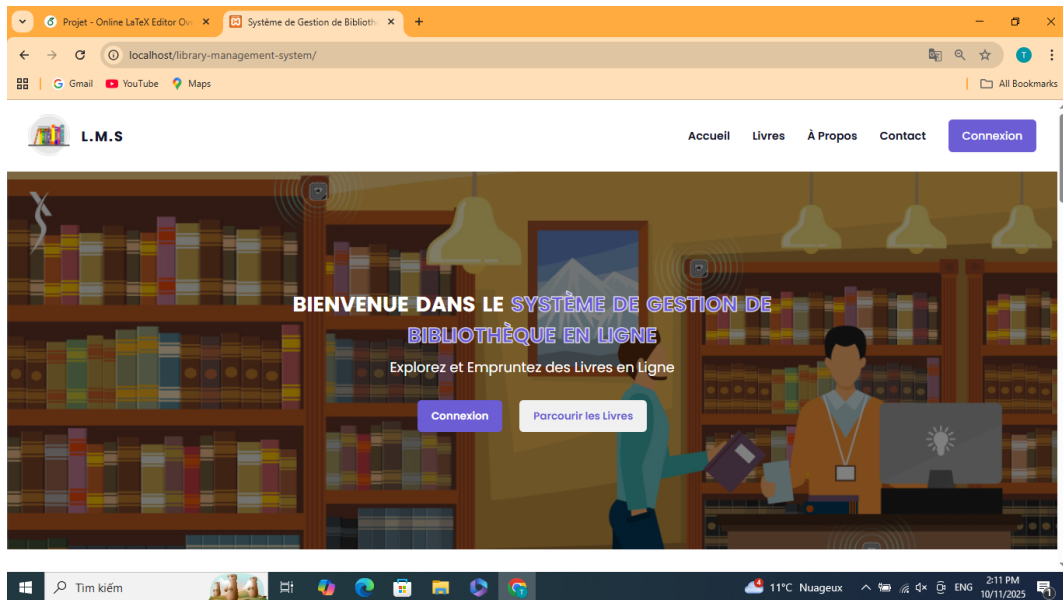 Projet - Online LaTeX Editor Ove
Système de Gestion de Biblioth
localhost/library-management-system/
T
Gmail
YouTube
Maps
All Bookmarks
L.M.S
Accueil
Livres
À Propos
Contact
Connexion
BIENVENUE DANS LE SYSTÈME DE GESTION DE
BIBLIOTHÈQUE EN LIGNE
Explorez et Empruntez des Livres en Ligne
Connexion
Parcourir les Livres
Tìm kiếm
11°C Nuageux
ENG
2:11 PM
10/11/2025